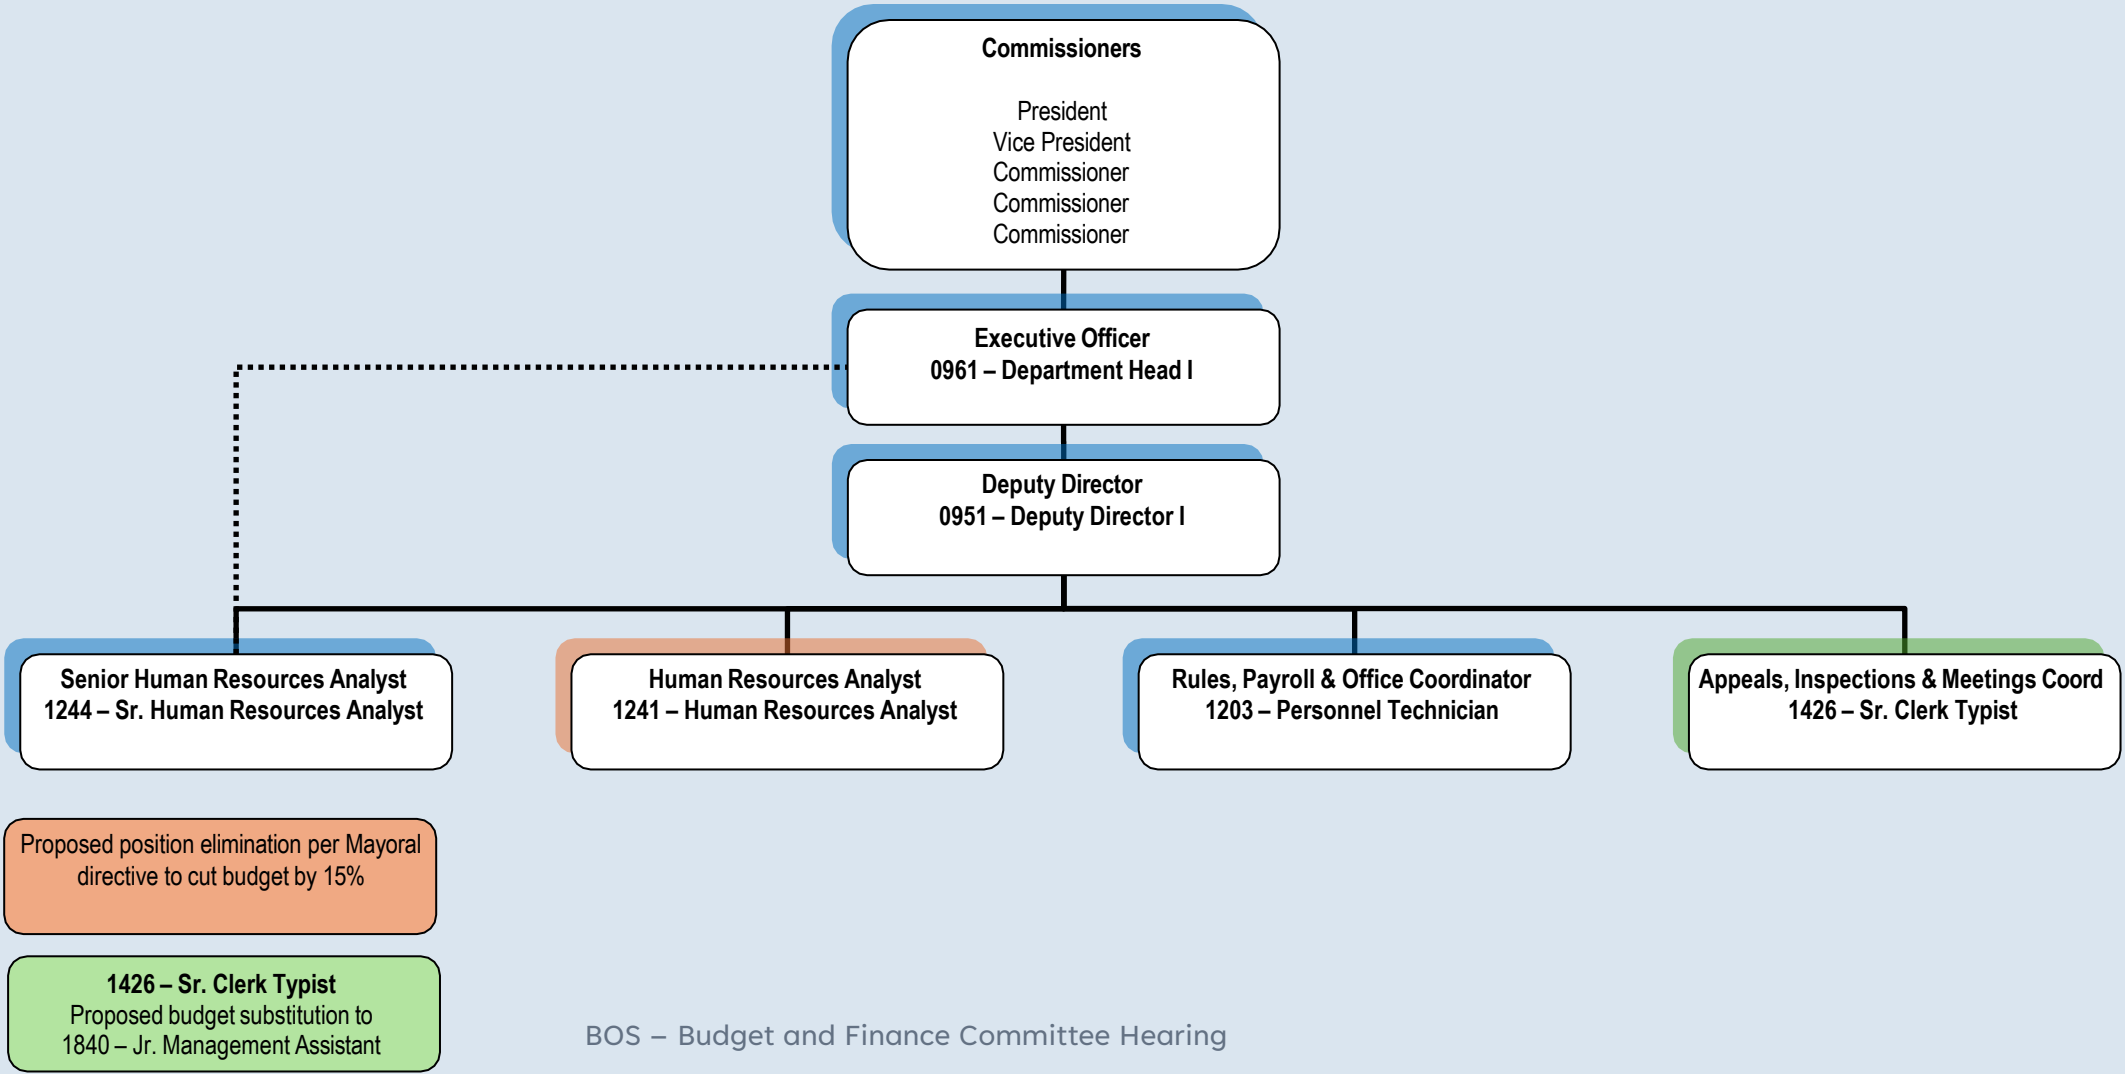 Commissioners
President
Vice President
Commissioner
Commissioner
Commissioner
Executive Officer
0961 – Department Head I
Deputy Director
0951 – Deputy Director I
Senior Human Resources Analyst
1244 – Sr. Human Resources Analyst
Human Resources Analyst
1241 – Human Resources Analyst
Rules, Payroll & Office Coordinator
1203 – Personnel Technician
Appeals, Inspections & Meetings Coord
1426 – Sr. Clerk Typist
Proposed position elimination per Mayoral
directive to cut budget by 15%
1426 – Sr. Clerk Typist
Proposed budget substitution to
1840 – Jr. Management Assistant
BOS – Budget and Finance Committee Hearing